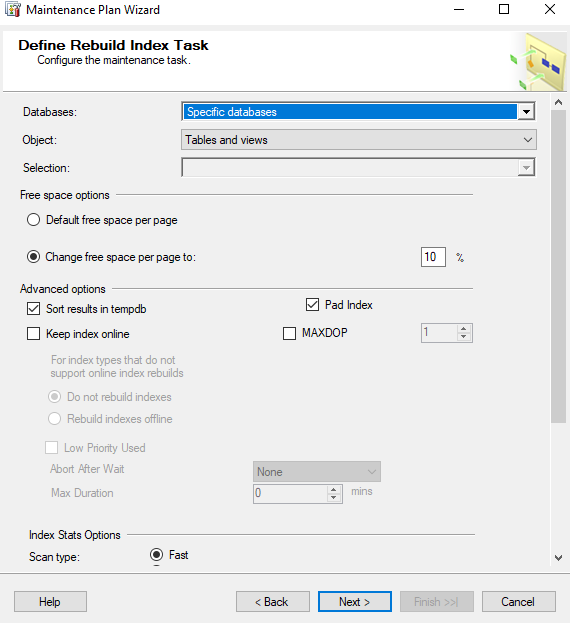 Maintenance Plan Wizard
Define Rebuild Index Task
Configure the maintenance task.
Databases: Specific databases
Object: Tables and views
Selection:
Free space options
Default free space per page
Change free space per page to: 10 %
Advanced options
Sort results in tempdb Pad Index
Keep index online MAXDOP 1
For index types that do not
support online index rebuilds
Do not rebuild indexes
Rebuild indexes offline
Low Priority Used
Abort After Wait None
Max Duration 0 mins
Index Stats Options
Scan type: Fast
Help < Back Next > Finish >>| Cancel